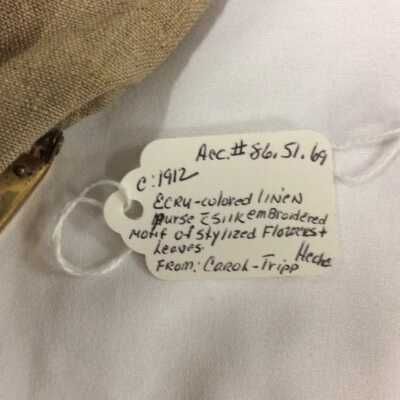 Acc.# 86.51.69
C:1912
Ecru-colored linen
purse c̄ silk embroidered
motif of stylized Flowers +
Leaves
From: Carol-Tripp